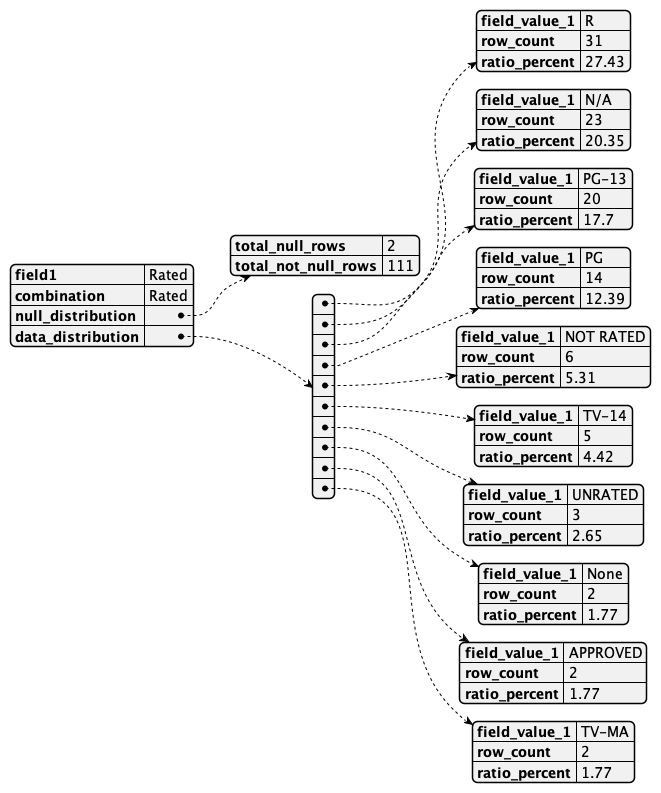 field1 Rated
combination Rated
null_distribution
data_distribution
total_null_rows 2
total_not_null_rows 111
field_value_1 R
row_count 31
ratio_percent 27.43
field_value_1 N/A
row_count 23
ratio_percent 20.35
field_value_1 PG-13
row_count 20
ratio_percent 17.7
field_value_1 PG
row_count 14
ratio_percent 12.39
field_value_1 NOT RATED
row_count 6
ratio_percent 5.31
field_value_1 TV-14
row_count 5
ratio_percent 4.42
field_value_1 UNRATED
row_count 3
ratio_percent 2.65
field_value_1 None
row_count 2
ratio_percent 1.77
field_value_1 APPROVED
row_count 2
ratio_percent 1.77
field_value_1 TV-MA
row_count 2
ratio_percent 1.77